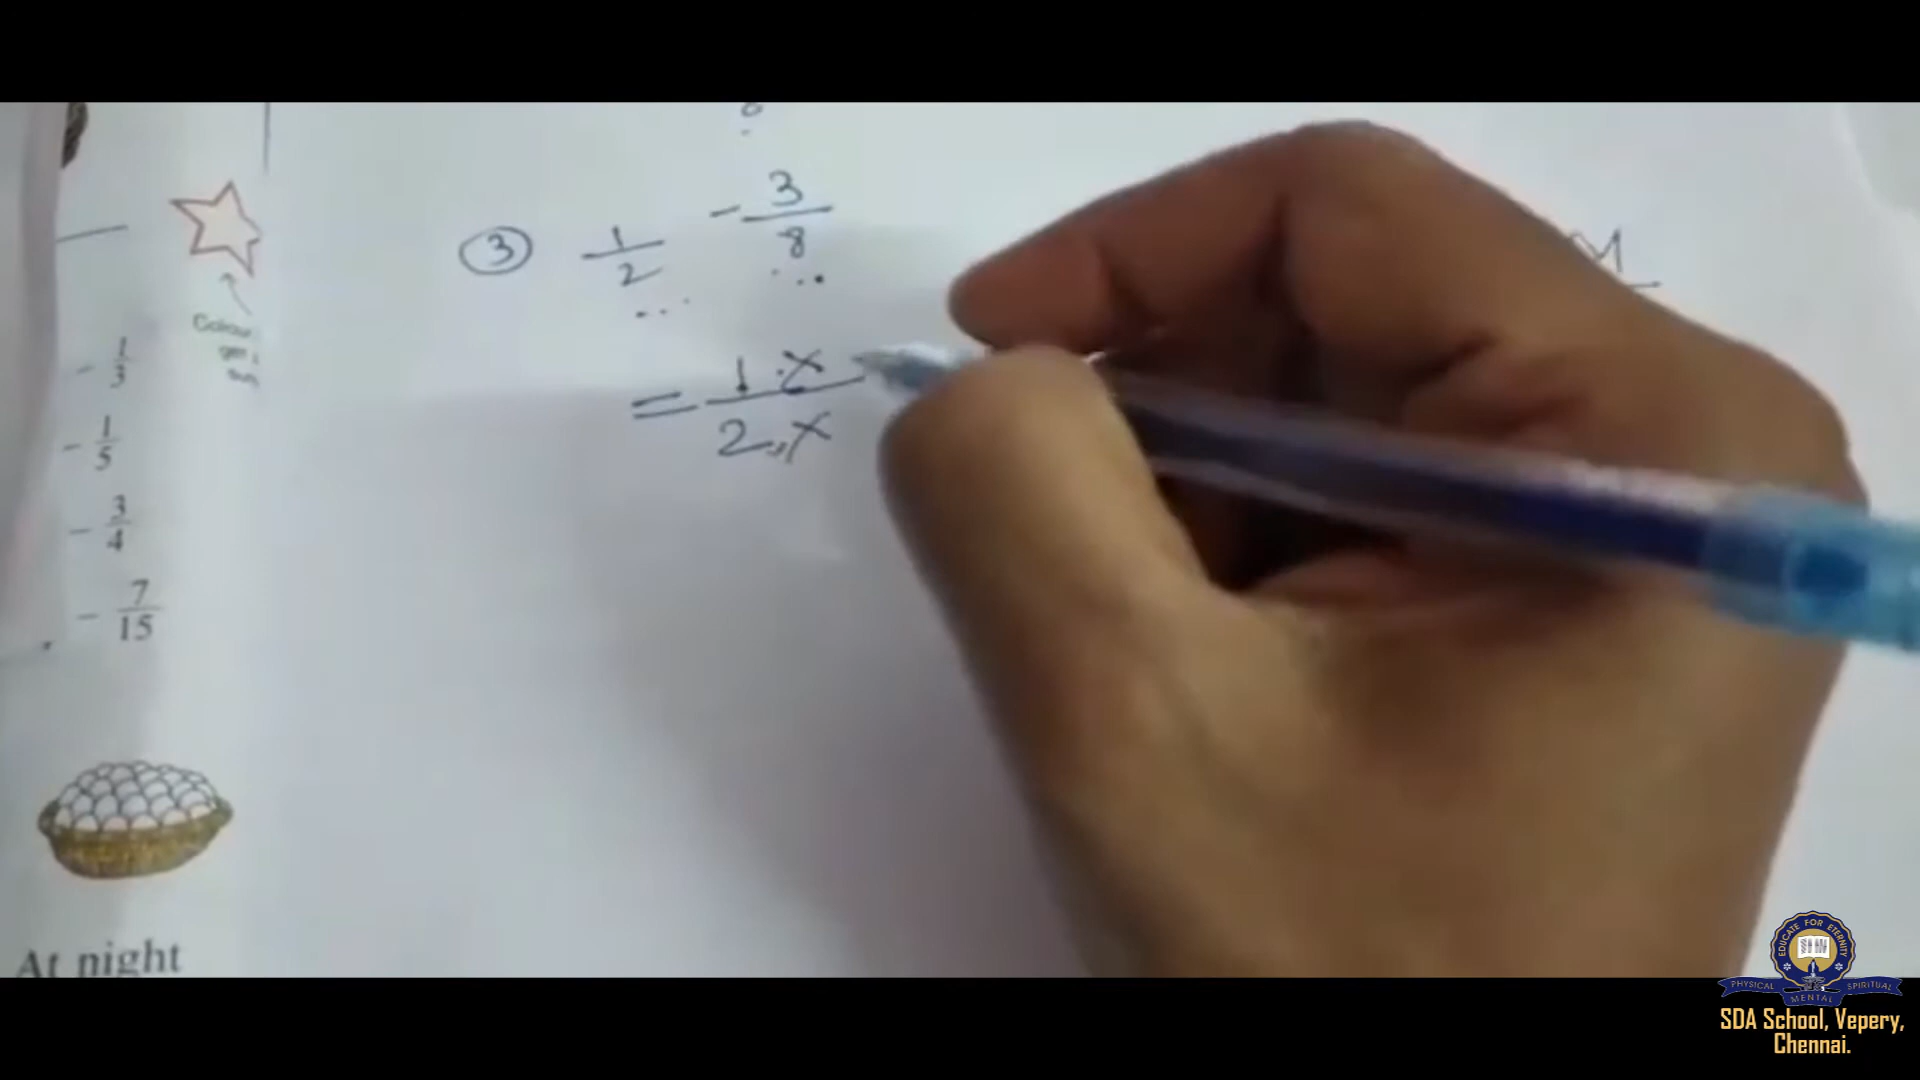 ③ 1/2 - 3/8
= 1 ×
2 ×
Colour
- 1/3
- 1/5
- 3/4
- 7/15
At night
EDUCATE FOR ETERNITY
PHYSICAL MENTAL SPIRITUAL
SDA School, Vepery,
Chennai.